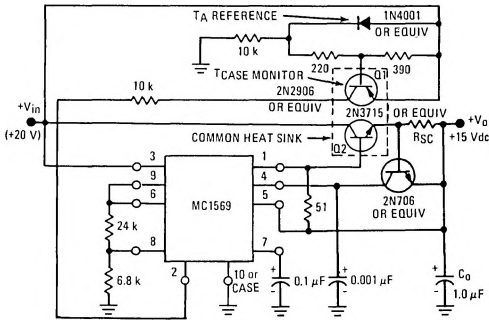 TA REFERENCE
1N4001
OR EQUIV
10 k
220
390
TCASE MONITOR
Q1
10 k
2N2906
OR EQUIV
2N3715
OR EQUIV
+Vin
(+20 V)
COMMON HEAT SINK
Q2
RSC
+Vo
+15 Vdc
3
1
9
4
6
5
MC1569
51
2N706
OR EQUIV
24 k
8
7
6.8 k
2
10 or
CASE
+
-
0.1 µF
+
-
0.001 µF
+
-
Co
1.0 µF